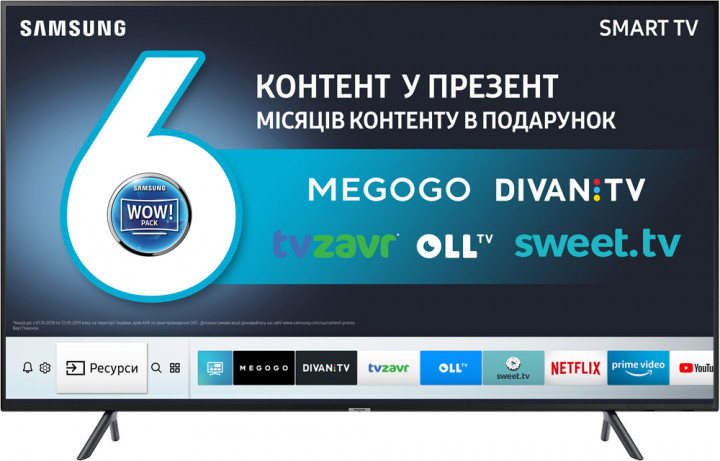 SAMSUNG
SMART TV
6
КОНТЕНТ У ПРЕЗЕНТ
МІСЯЦІВ КОНТЕНТУ В ПОДАРУНОК
SAMSUNG
WOW!
PACK
MEGOGO DIVAN:TV
tvzavr OLL TV sweet.tv
Ресурси
MEGOGO
DIVAN:TV
tvzavr
OLL TV
sweet.tv
NETFLIX
prime video
YouTu